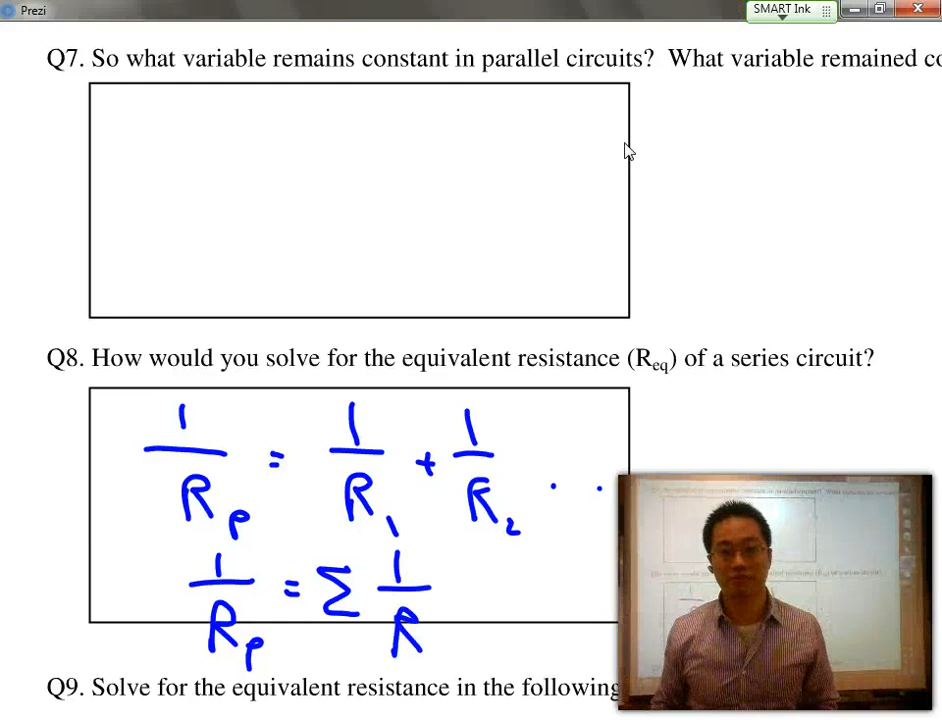 Prezi
SMART Ink
Q7. So what variable remains constant in parallel circuits? What variable remained co
Q8. How would you solve for the equivalent resistance (Req) of a series circuit?
1/Rp = 1/R1 + 1/R2 . .
1/Rp = Σ 1/R
Q9. Solve for the equivalent resistance in the following